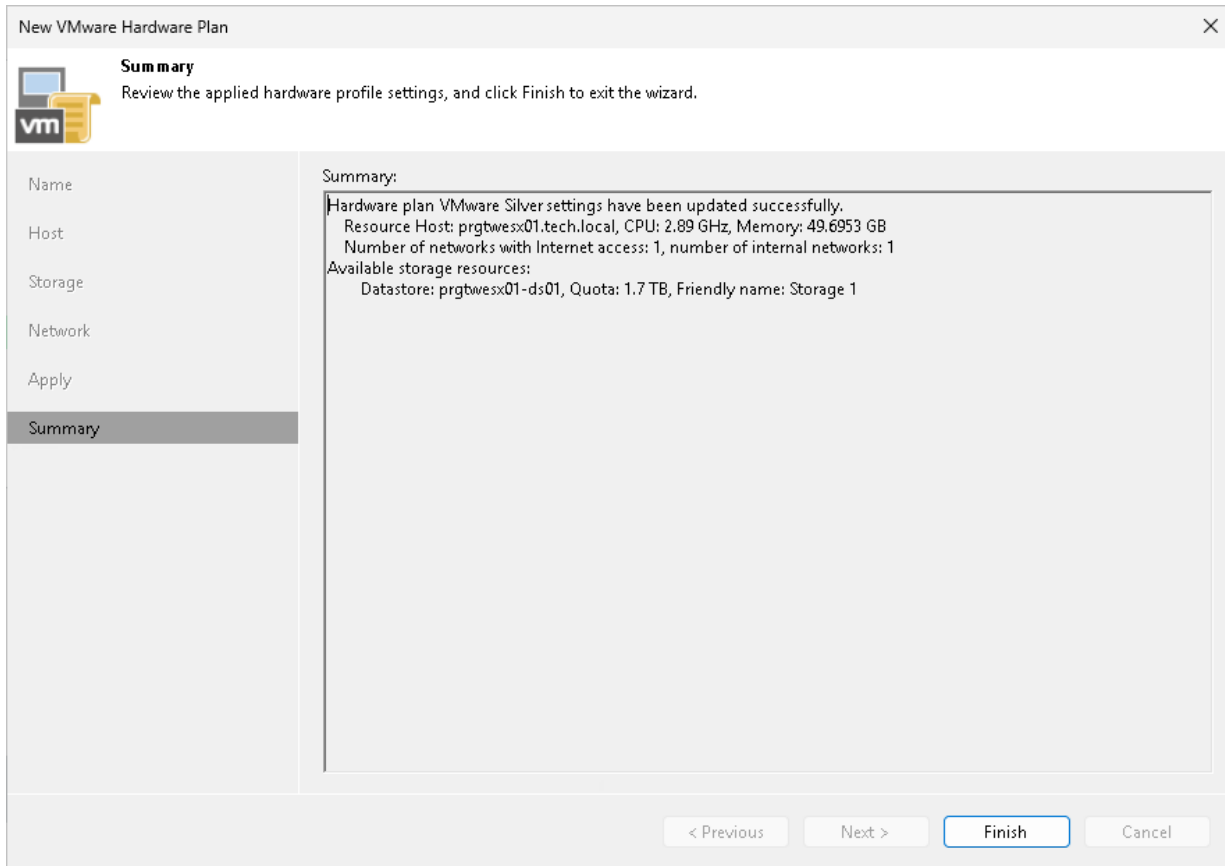 New VMware Hardware Plan
Summary
Review the applied hardware profile settings, and click Finish to exit the wizard.
vm
Name
Host
Storage
Network
Apply
Summary
Summary:
Hardware plan VMware Silver settings have been updated successfully.
Resource Host: prgtwesx01.tech.local, CPU: 2.89 GHz, Memory: 49.6953 GB
Number of networks with Internet access: 1, number of internal networks: 1
Available storage resources:
Datastore: prgtwesx01-ds01, Quota: 1.7 TB, Friendly name: Storage 1
< Previous
Next >
Finish
Cancel